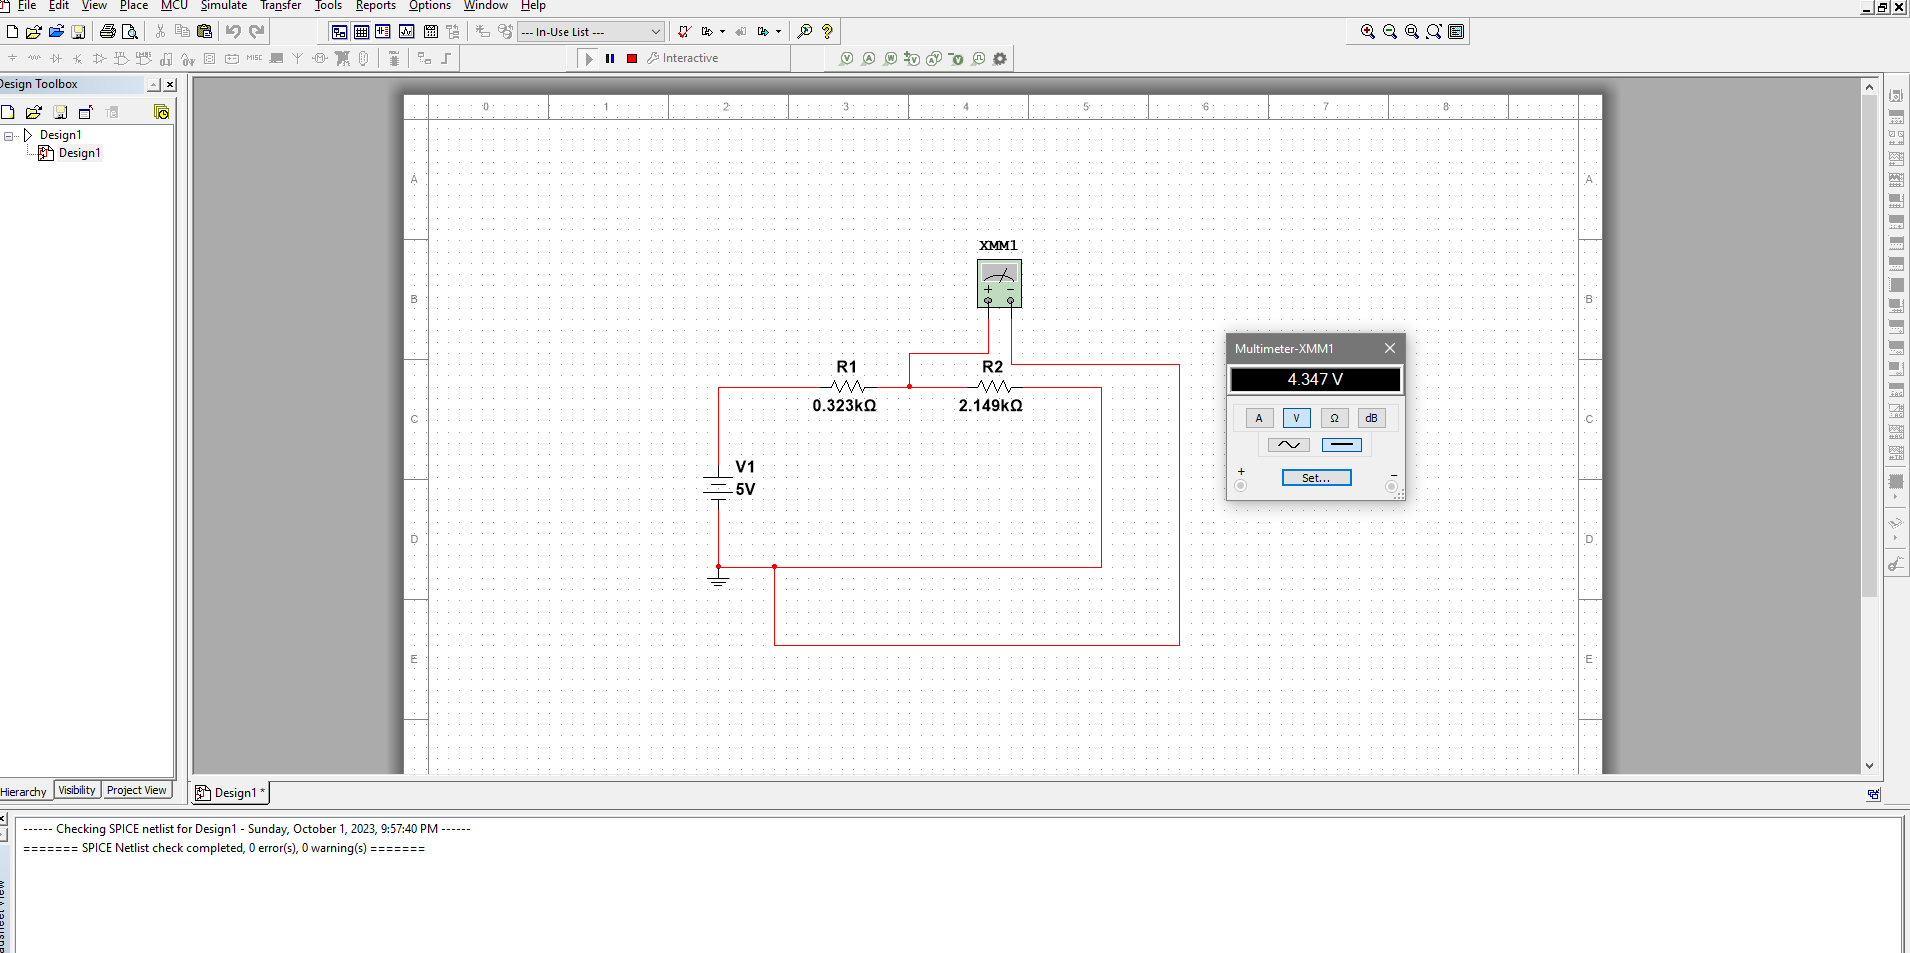 File Edit View Place MCU Simulate Transfer Tools Reports Options Window Help
--- In-Use List ---
MISC Interactive
Design Toolbox
Design1
Design1
0 1 2 3 4 5 6 7 8
A A
XMM1
B B
Multimeter-XMM1
4.347 V
R1 R2
0.323kΩ 2.149kΩ
A V Ω dB
C C
V1
5V
+ −
Set...
D D
E E
Hierarchy Visibility Project View
Design1 *
------ Checking SPICE netlist for Design1 - Sunday, October 1, 2023, 9:57:40 PM ------
======= SPICE Netlist check completed, 0 error(s), 0 warning(s) =======
View